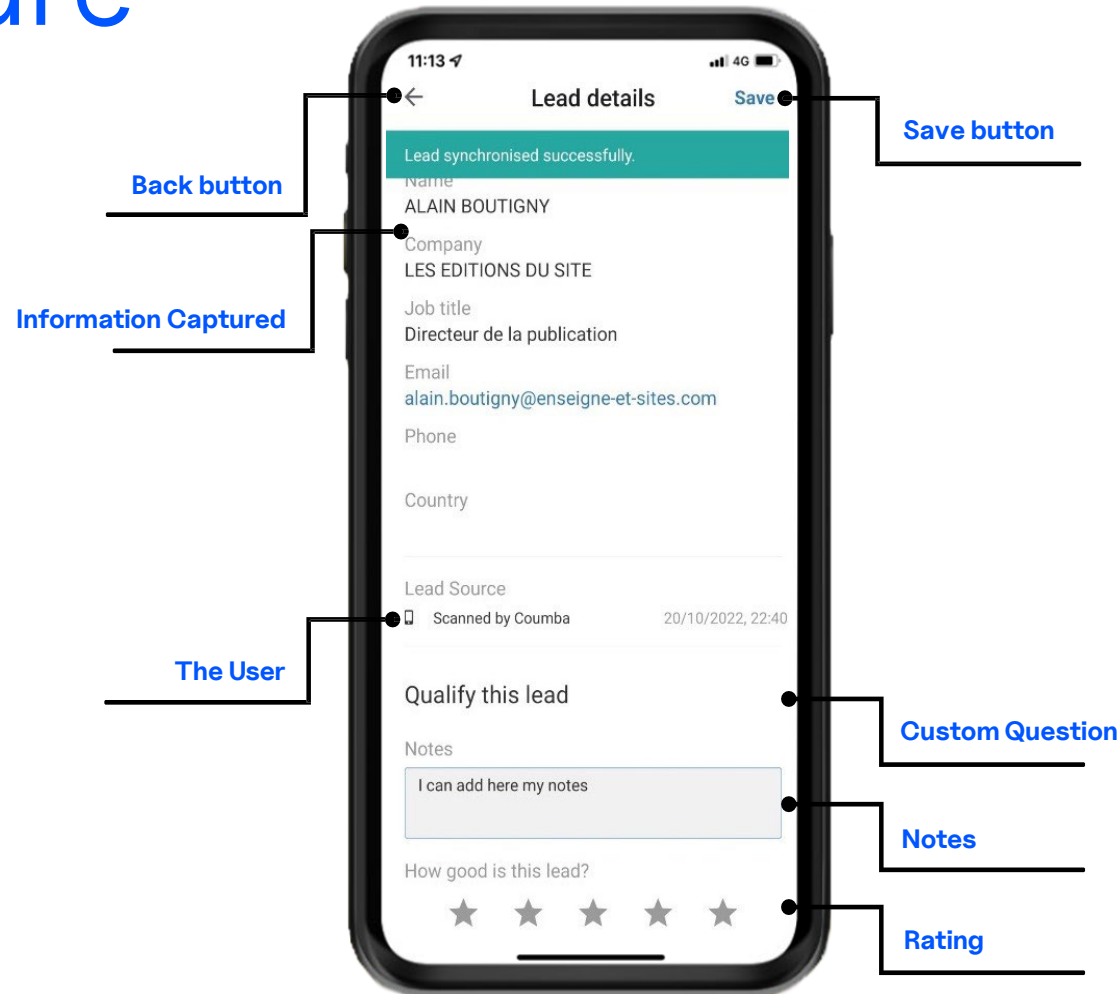 11:13
4G
Lead details
Save
Save button
Lead synchronised successfully.
Back button
Name
ALAIN BOUTIGNY
Company
LES EDITIONS DU SITE
Information Captured
Job title
Directeur de la publication
Email
alain.boutigny@enseigne-et-sites.com
Phone
Country
Lead Source
Scanned by Coumba
20/10/2022, 22:40
The User
Qualify this lead
Custom Question
Notes
I can add here my notes
Notes
How good is this lead?
Rating